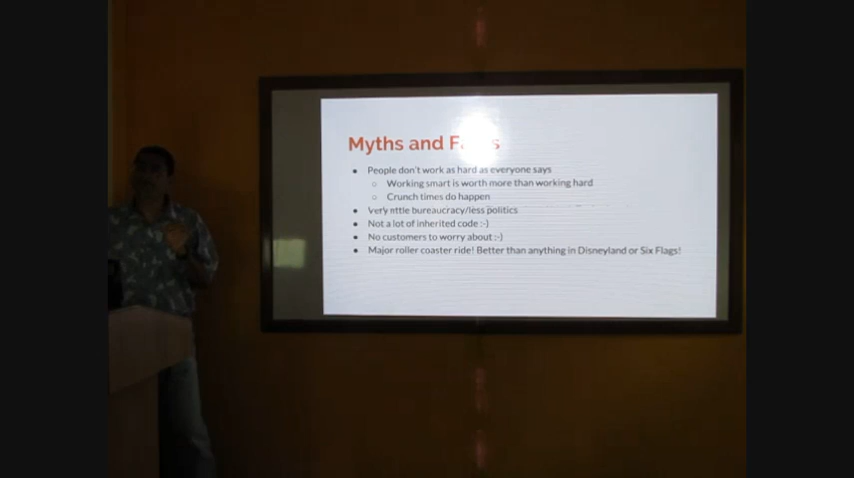 Myths and F s
People don't work as hard as everyone says
Working smart is worth more than working hard
Crunch times do happen
Very little bureaucracy/less politics
Not a lot of inherited code :-)
No customers to worry about :-)
Major roller coaster ride! Better than anything in Disneyland or Six Flags!